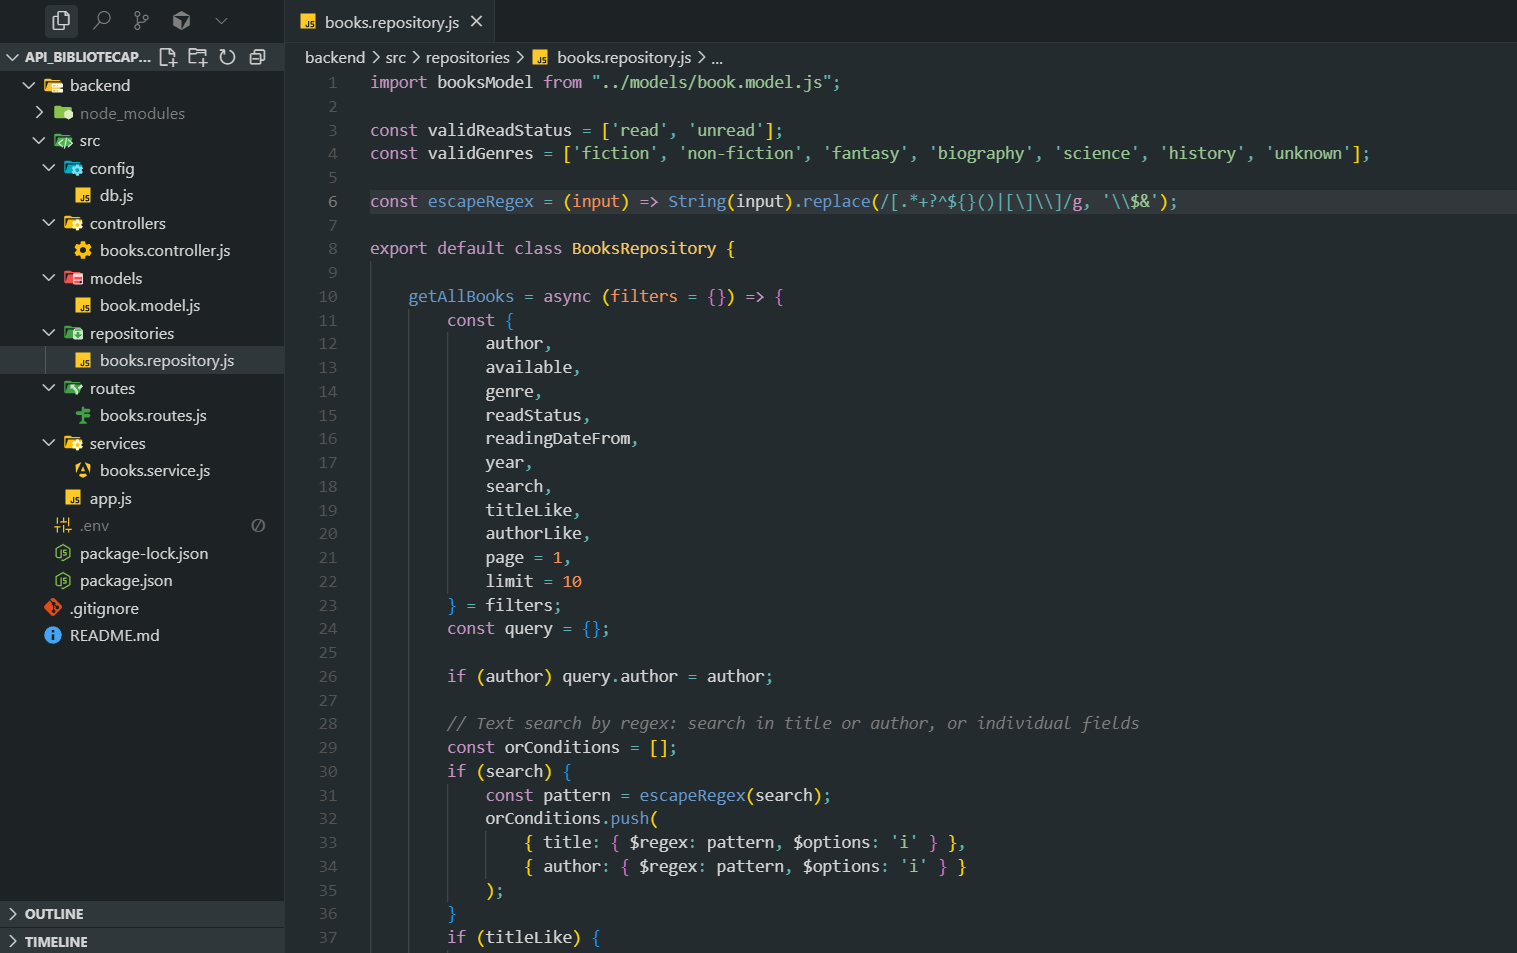 books.repository.js
API_BIBLIOTECAP...
backend
node_modules
src
config
db.js
controllers
books.controller.js
models
book.model.js
repositories
books.repository.js
routes
books.routes.js
services
books.service.js
app.js
.env
package-lock.json
package.json
.gitignore
README.md
OUTLINE
TIMELINE
backend > src > repositories > JS books.repository.js > ...
1 import booksModel from "../models/book.model.js";
2
3 const validReadStatus = ['read', 'unread'];
4 const validGenres = ['fiction', 'non-fiction', 'fantasy', 'biography', 'science', 'history', 'unknown'];
5
6 const escapeRegex = (input) => String(input).replace(/[.*+?^${}()|[\]\\]/g, '\\$&');
7
8 export default class BooksRepository {
9
10 getAllBooks = async (filters = {}) => {
11 const {
12 author,
13 available,
14 genre,
15 readStatus,
16 readingDateFrom,
17 year,
18 search,
19 titleLike,
20 authorLike,
21 page = 1,
22 limit = 10
23 } = filters;
24 const query = {};
25
26 if (author) query.author = author;
27
28 // Text search by regex: search in title or author, or individual fields
29 const orConditions = [];
30 if (search) {
31 const pattern = escapeRegex(search);
32 orConditions.push(
33 { title: { $regex: pattern, $options: 'i' } },
34 { author: { $regex: pattern, $options: 'i' } }
35 );
36 }
37 if (titleLike) {